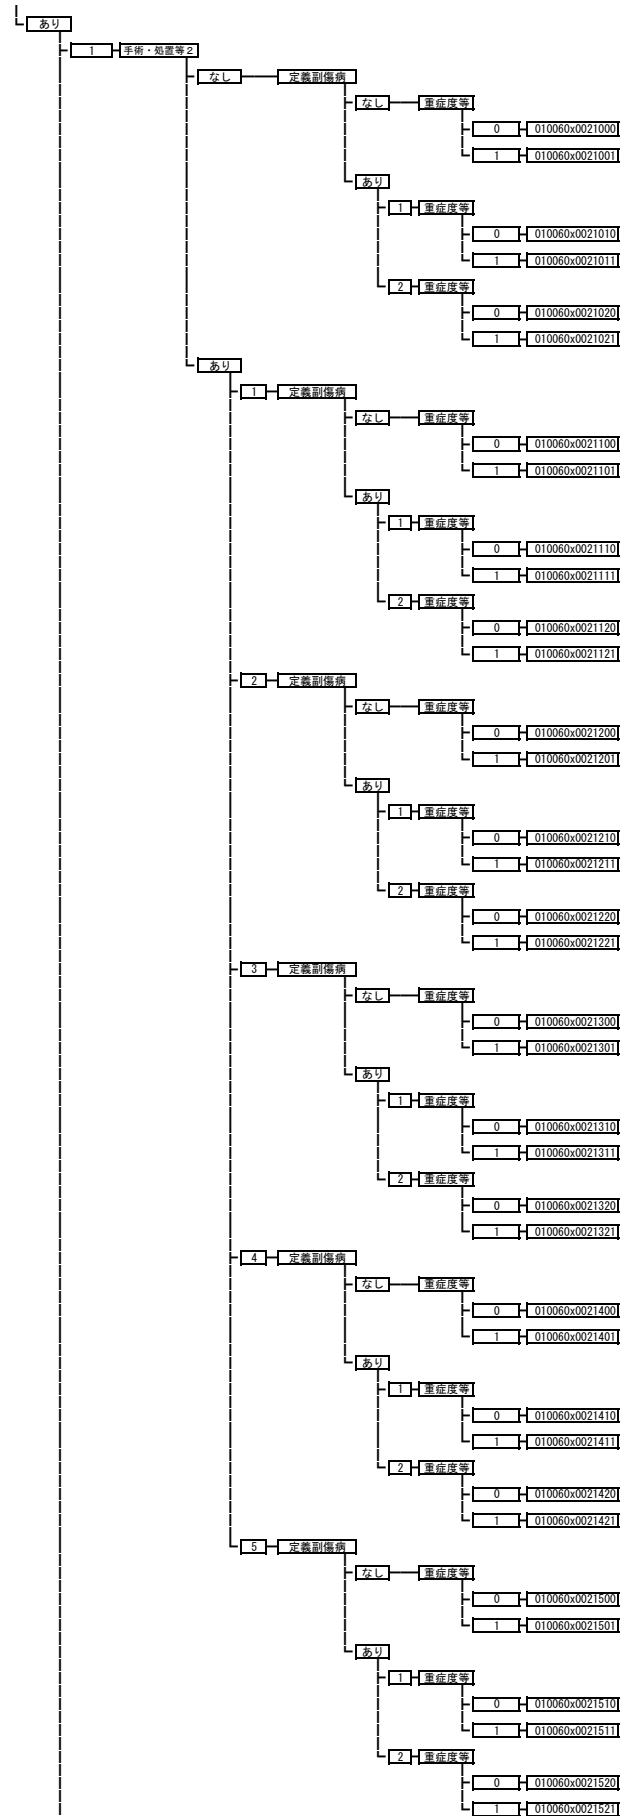 あり
1 手術・処置等２
なし 定義副傷病
なし 重症度等
0 010060x0021000
1 010060x0021001
あり
1 重症度等
0 010060x0021010
1 010060x0021011
2 重症度等
0 010060x0021020
1 010060x0021021
あり
1 定義副傷病
なし 重症度等
0 010060x0021100
1 010060x0021101
あり
1 重症度等
0 010060x0021110
1 010060x0021111
2 重症度等
0 010060x0021120
1 010060x0021121
2 定義副傷病
なし 重症度等
0 010060x0021200
1 010060x0021201
あり
1 重症度等
0 010060x0021210
1 010060x0021211
2 重症度等
0 010060x0021220
1 010060x0021221
3 定義副傷病
なし 重症度等
0 010060x0021300
1 010060x0021301
あり
1 重症度等
0 010060x0021310
1 010060x0021311
2 重症度等
0 010060x0021320
1 010060x0021321
4 定義副傷病
なし 重症度等
0 010060x0021400
1 010060x0021401
あり
1 重症度等
0 010060x0021410
1 010060x0021411
2 重症度等
0 010060x0021420
1 010060x0021421
5 定義副傷病
なし 重症度等
0 010060x0021500
1 010060x0021501
あり
1 重症度等
0 010060x0021510
1 010060x0021511
2 重症度等
0 010060x0021520
1 010060x0021521